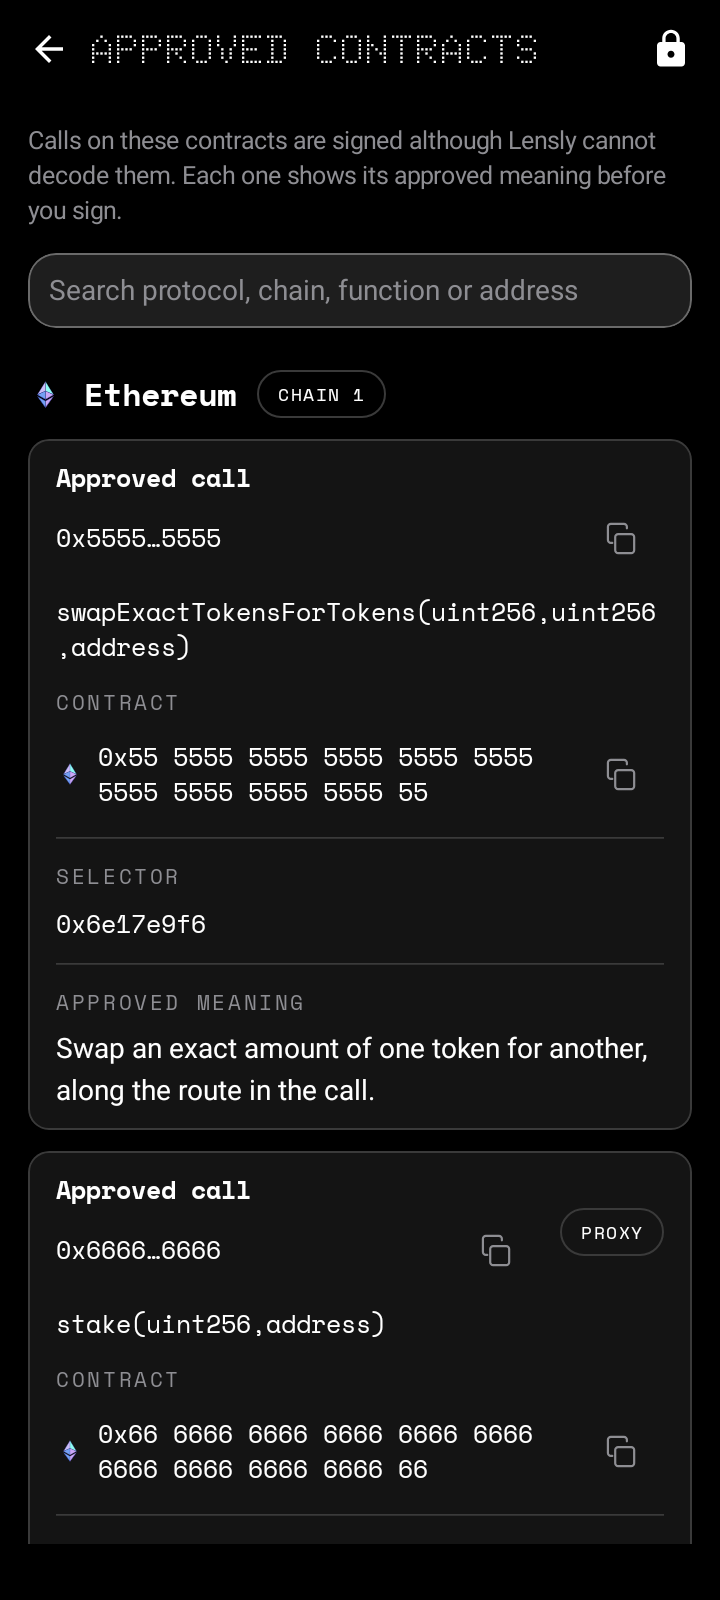 APPROVED CONTRACTS
Calls on these contracts are signed although Lensly cannot
decode them. Each one shows its approved meaning before
you sign.
Search protocol, chain, function or address
Ethereum CHAIN 1
Approved call
0x5555…5555
swapExactTokensForTokens(uint256,uint256
,address)
CONTRACT
0x55 5555 5555 5555 5555 5555
5555 5555 5555 5555 55
SELECTOR
0x6e17e9f6
APPROVED MEANING
Swap an exact amount of one token for another,
along the route in the call.
Approved call
0x6666…6666 PROXY
stake(uint256,address)
CONTRACT
0x66 6666 6666 6666 6666 6666
6666 6666 6666 6666 66